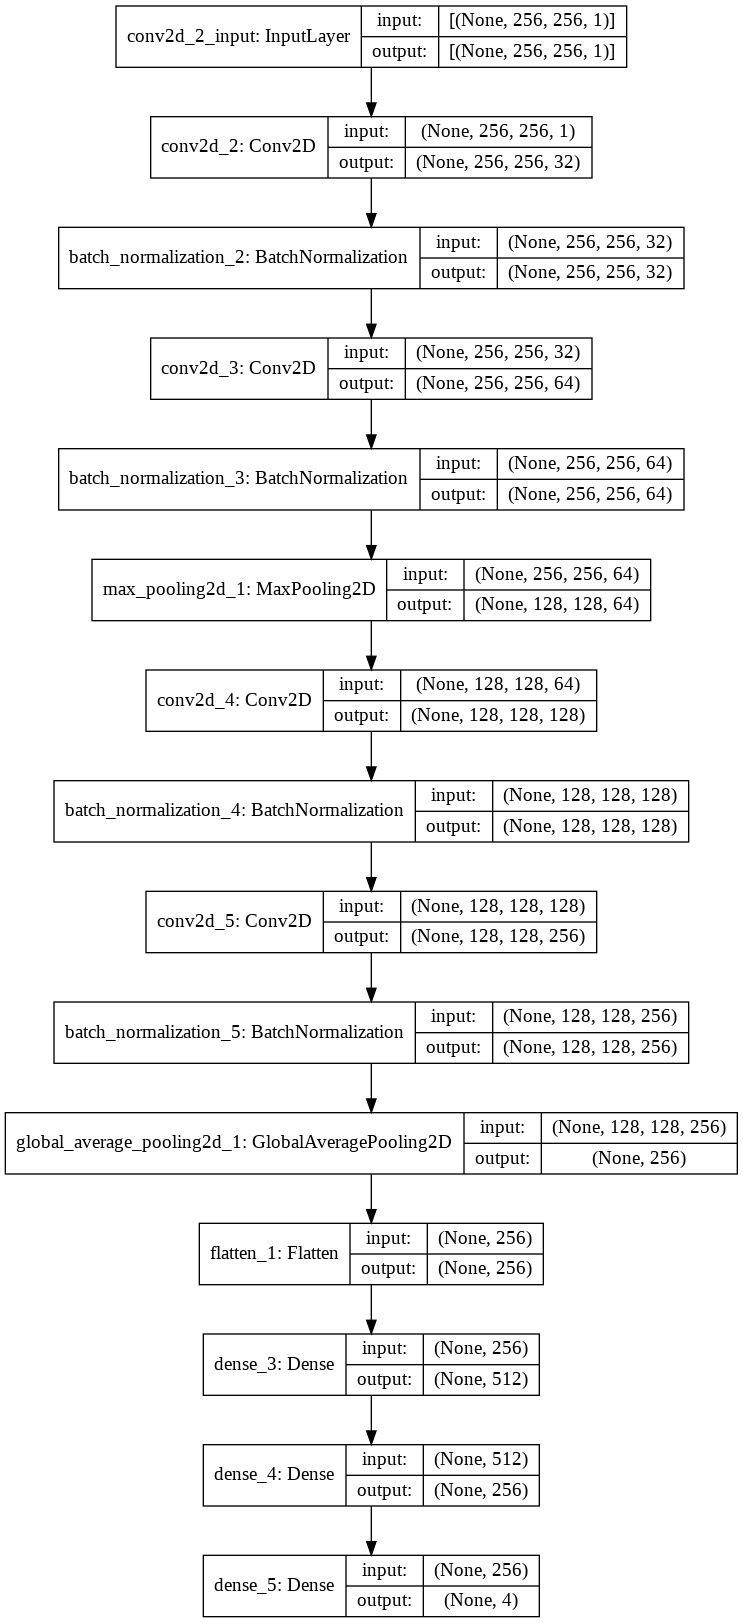 conv2d_2_input: InputLayer
input: [(None, 256, 256, 1)]
output: [(None, 256, 256, 1)]
conv2d_2: Conv2D
input: (None, 256, 256, 1)
output: (None, 256, 256, 32)
batch_normalization_2: BatchNormalization
input: (None, 256, 256, 32)
output: (None, 256, 256, 32)
conv2d_3: Conv2D
input: (None, 256, 256, 32)
output: (None, 256, 256, 64)
batch_normalization_3: BatchNormalization
input: (None, 256, 256, 64)
output: (None, 256, 256, 64)
max_pooling2d_1: MaxPooling2D
input: (None, 256, 256, 64)
output: (None, 128, 128, 64)
conv2d_4: Conv2D
input: (None, 128, 128, 64)
output: (None, 128, 128, 128)
batch_normalization_4: BatchNormalization
input: (None, 128, 128, 128)
output: (None, 128, 128, 128)
conv2d_5: Conv2D
input: (None, 128, 128, 128)
output: (None, 128, 128, 256)
batch_normalization_5: BatchNormalization
input: (None, 128, 128, 256)
output: (None, 128, 128, 256)
global_average_pooling2d_1: GlobalAveragePooling2D
input: (None, 128, 128, 256)
output: (None, 256)
flatten_1: Flatten
input: (None, 256)
output: (None, 256)
dense_3: Dense
input: (None, 256)
output: (None, 512)
dense_4: Dense
input: (None, 512)
output: (None, 256)
dense_5: Dense
input: (None, 256)
output: (None, 4)